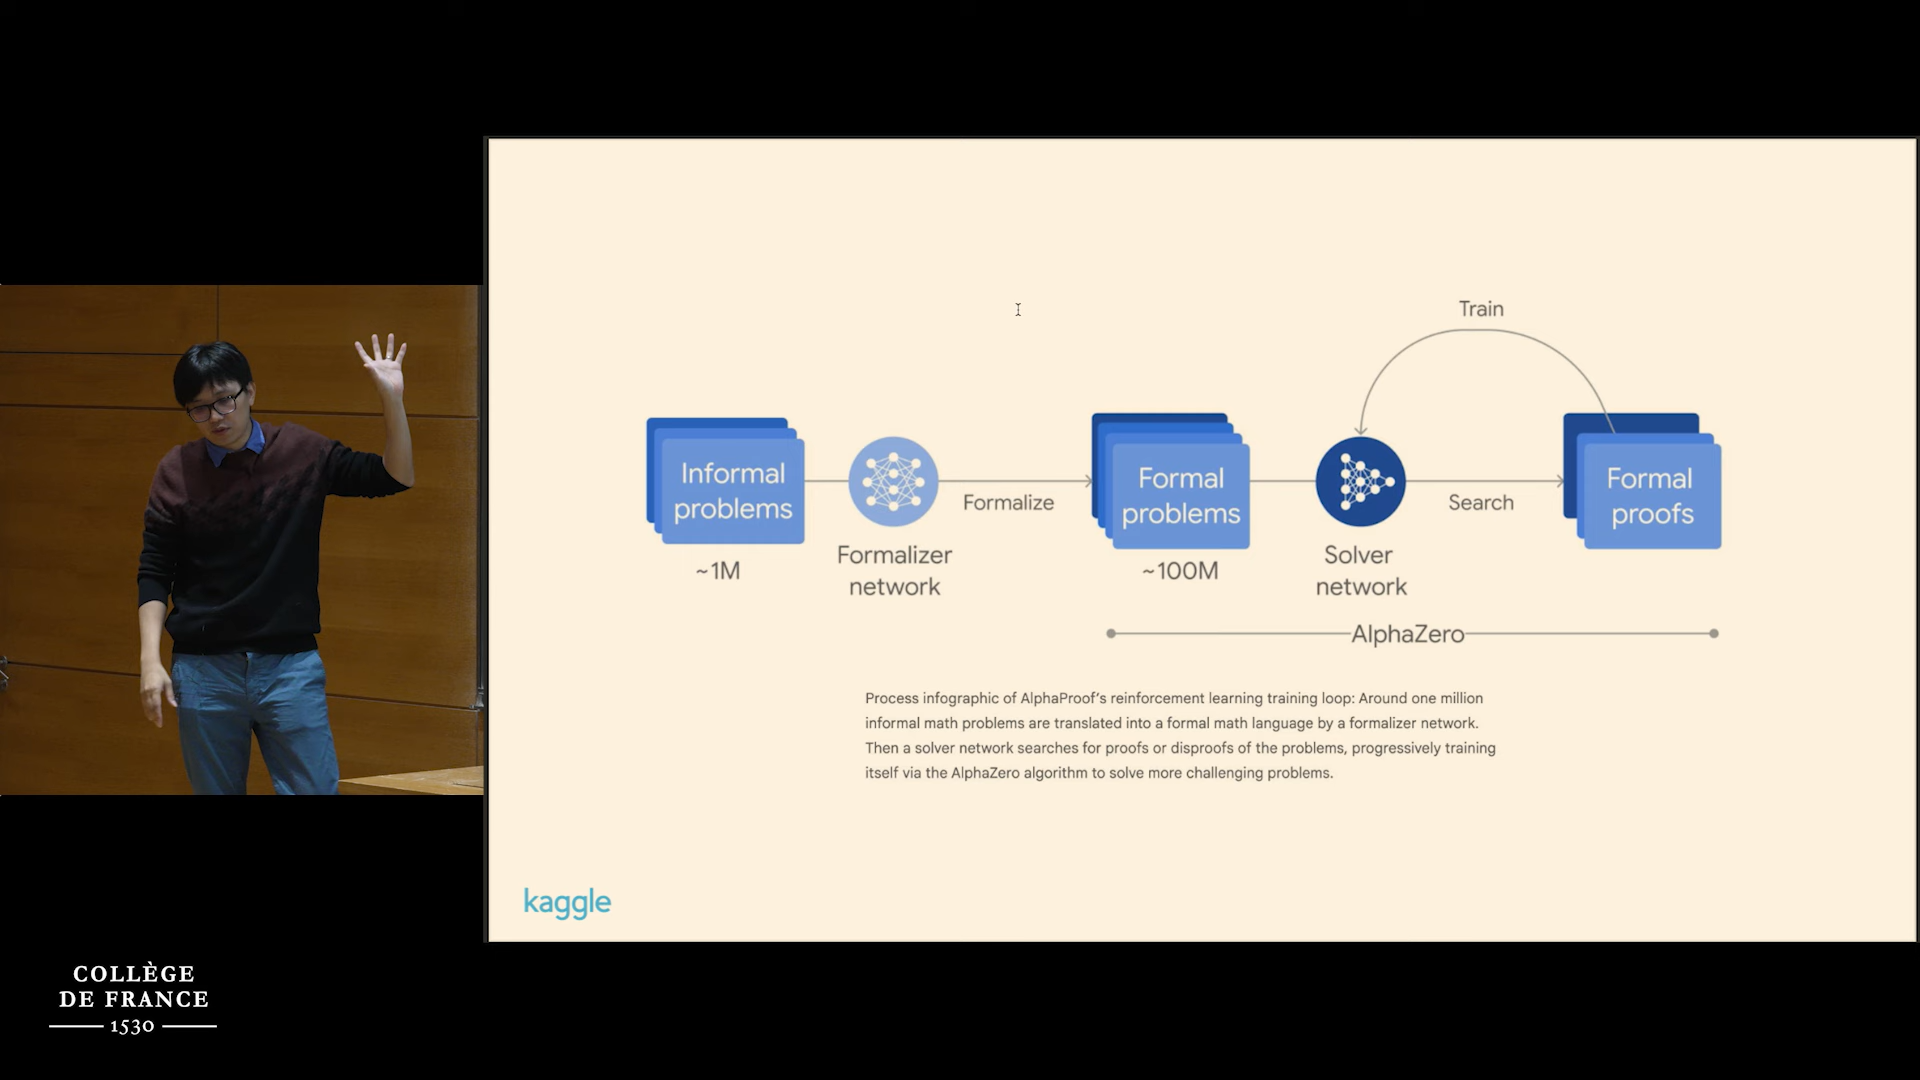 Train
Informal
problems
~1M
Formalizer
network
Formalize
Formal
problems
~100M
Solver
network
Search
Formal
proofs
AlphaZero
Process infographic of AlphaProof's reinforcement learning training loop: Around one million
informal math problems are translated into a formal math language by a formalizer network.
Then a solver network searches for proofs or disproofs of the problems, progressively training
itself via the AlphaZero algorithm to solve more challenging problems.
kaggle
COLLÈGE
DE FRANCE
1530